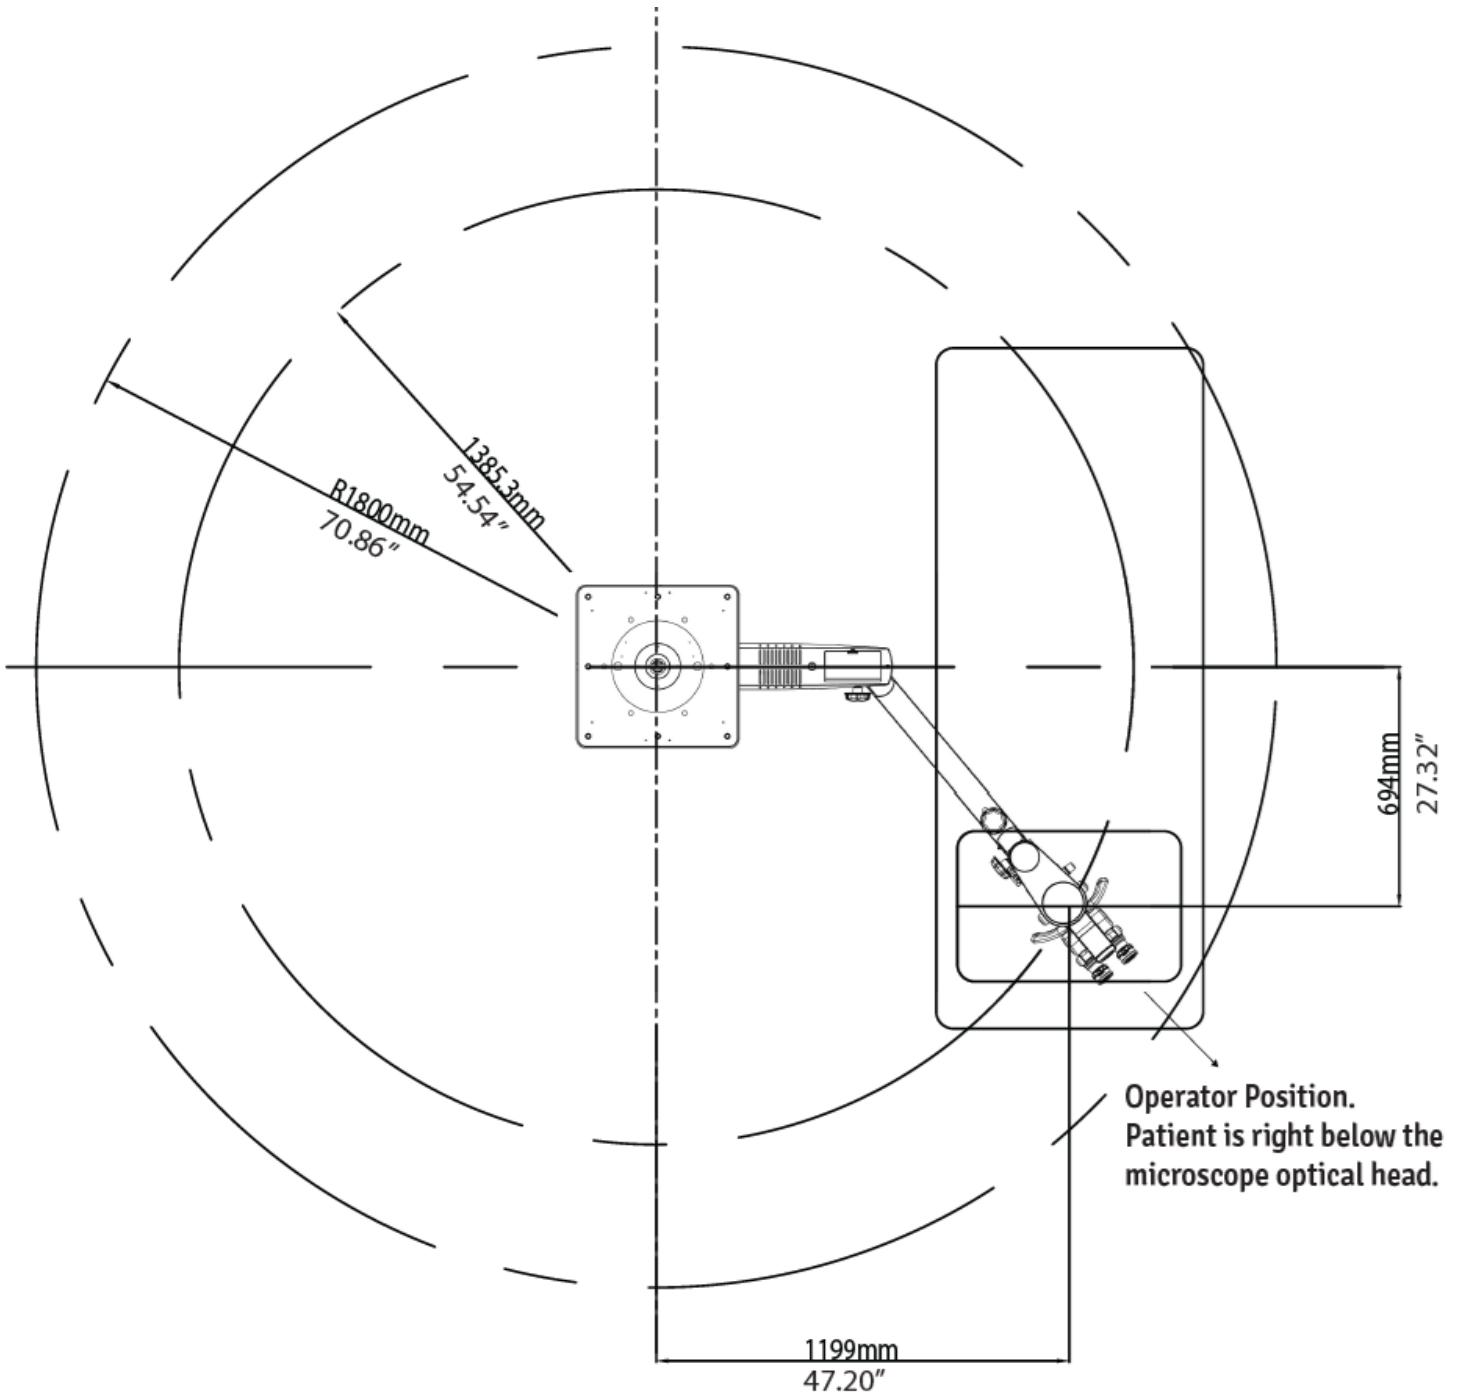 1385.3mm
54.54"
R1800mm
70.86"
694mm
27.32"
Operator Position.
Patient is right below the
microscope optical head.
1199mm
47.20"